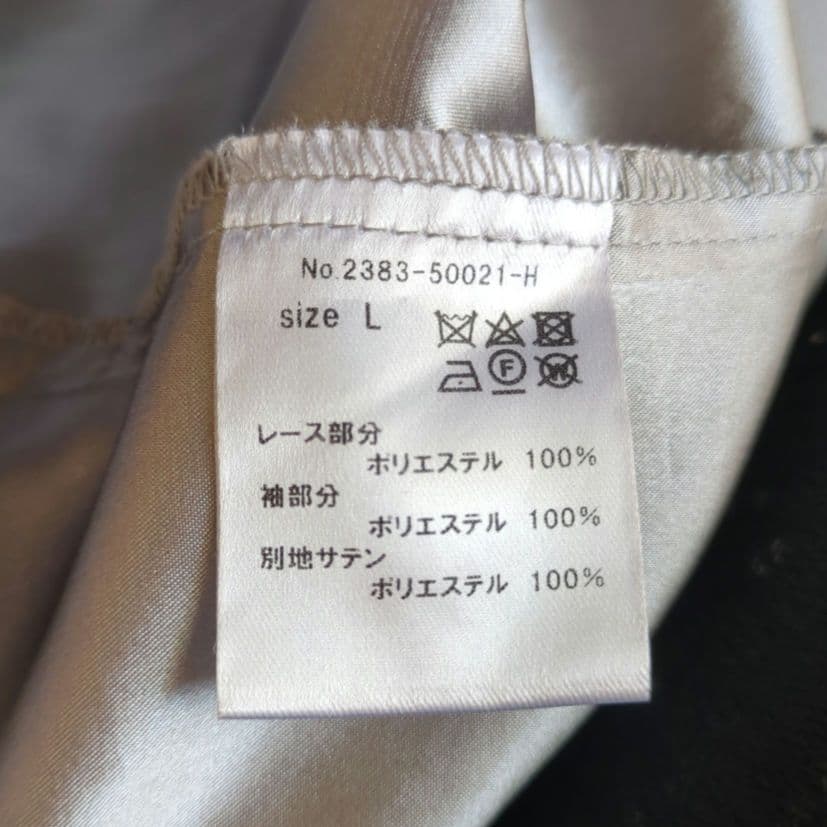 No.2383-50021-H
size L
F W
レース部分
ポリエステル 100%
袖部分
ポリエステル 100%
別地サテン
ポリエステル 100%